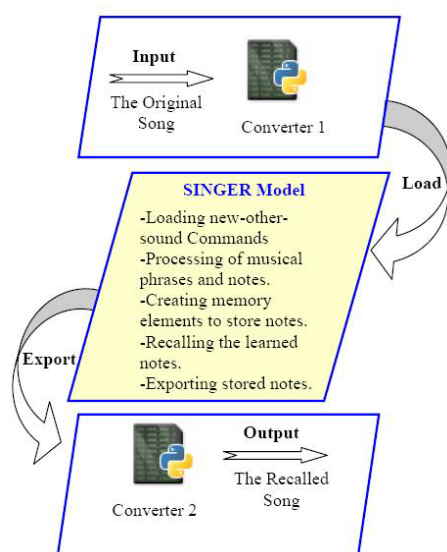 Input
The Original
Song
Converter 1
Load
SINGER Model
-Loading new-other-
sound Commands
-Processing of musical
phrases and notes.
-Creating memory
elements to store notes.
-Recalling the learned
notes.
-Exporting stored notes.
Export
Converter 2
Output
The Recalled
Song